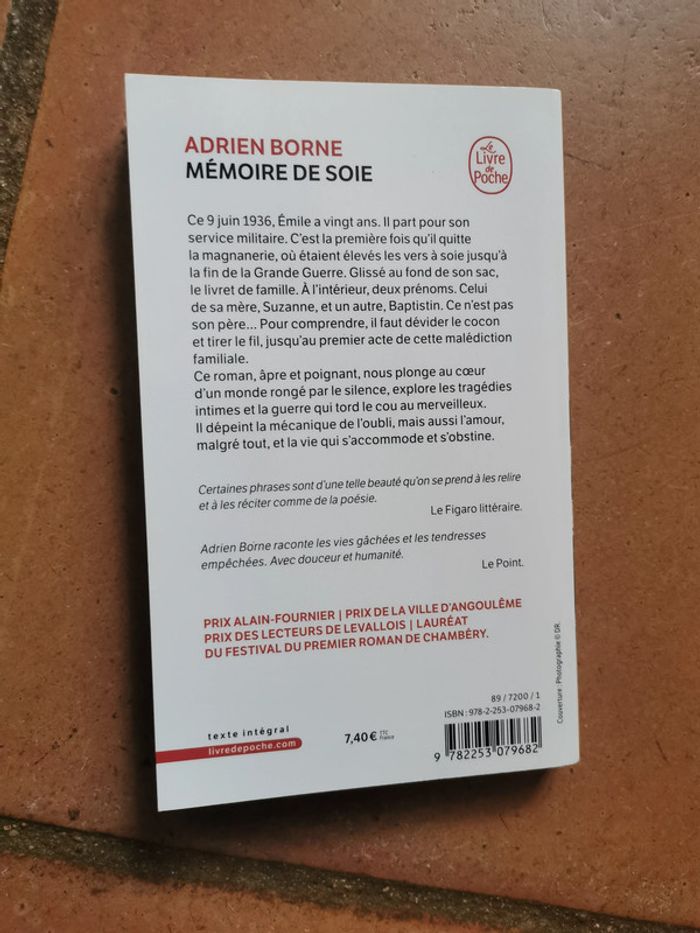 ADRIEN BORNE
MÉMOIRE DE SOIE
Le
Livre
de
Poche
Ce 9 juin 1936, Émile a vingt ans. Il part pour son
service militaire. C'est la première fois qu'il quitte
la magnanerie, où étaient élevés les vers à soie jusqu'à
la fin de la Grande Guerre. Glissé au fond de son sac,
le livret de famille. À l'intérieur, deux prénoms. Celui
de sa mère, Suzanne, et un autre, Baptistin. Ce n'est pas
son père... Pour comprendre, il faut dévider le cocon
et tirer le fil, jusqu'au premier acte de cette malédiction
familiale.
Ce roman, âpre et poignant, nous plonge au cœur
d'un monde rongé par le silence, explore les tragédies
intimes et la guerre qui tord le cou au merveilleux.
Il dépeint la mécanique de l'oubli, mais aussi l'amour,
malgré tout, et la vie qui s'accommode et s'obstine.
Certaines phrases sont d'une telle beauté qu'on se prend à les relire
et à les réciter comme de la poésie.
Le Figaro littéraire.
Adrien Borne raconte les vies gâchées et les tendresses
empêchées. Avec douceur et humanité.
Le Point.
PRIX ALAIN-FOURNIER | PRIX DE LA VILLE D'ANGOULÊME
PRIX DES LECTEURS DE LEVALLOIS | LAURÉAT
DU FESTIVAL DU PREMIER ROMAN DE CHAMBÉRY.
Couverture : Photographie © DR.
texte intégral
livredepoche.com
7,40 € TTC
France
89 / 7200 / 1
ISBN : 978-2-253-07968-2
9 782253 079682